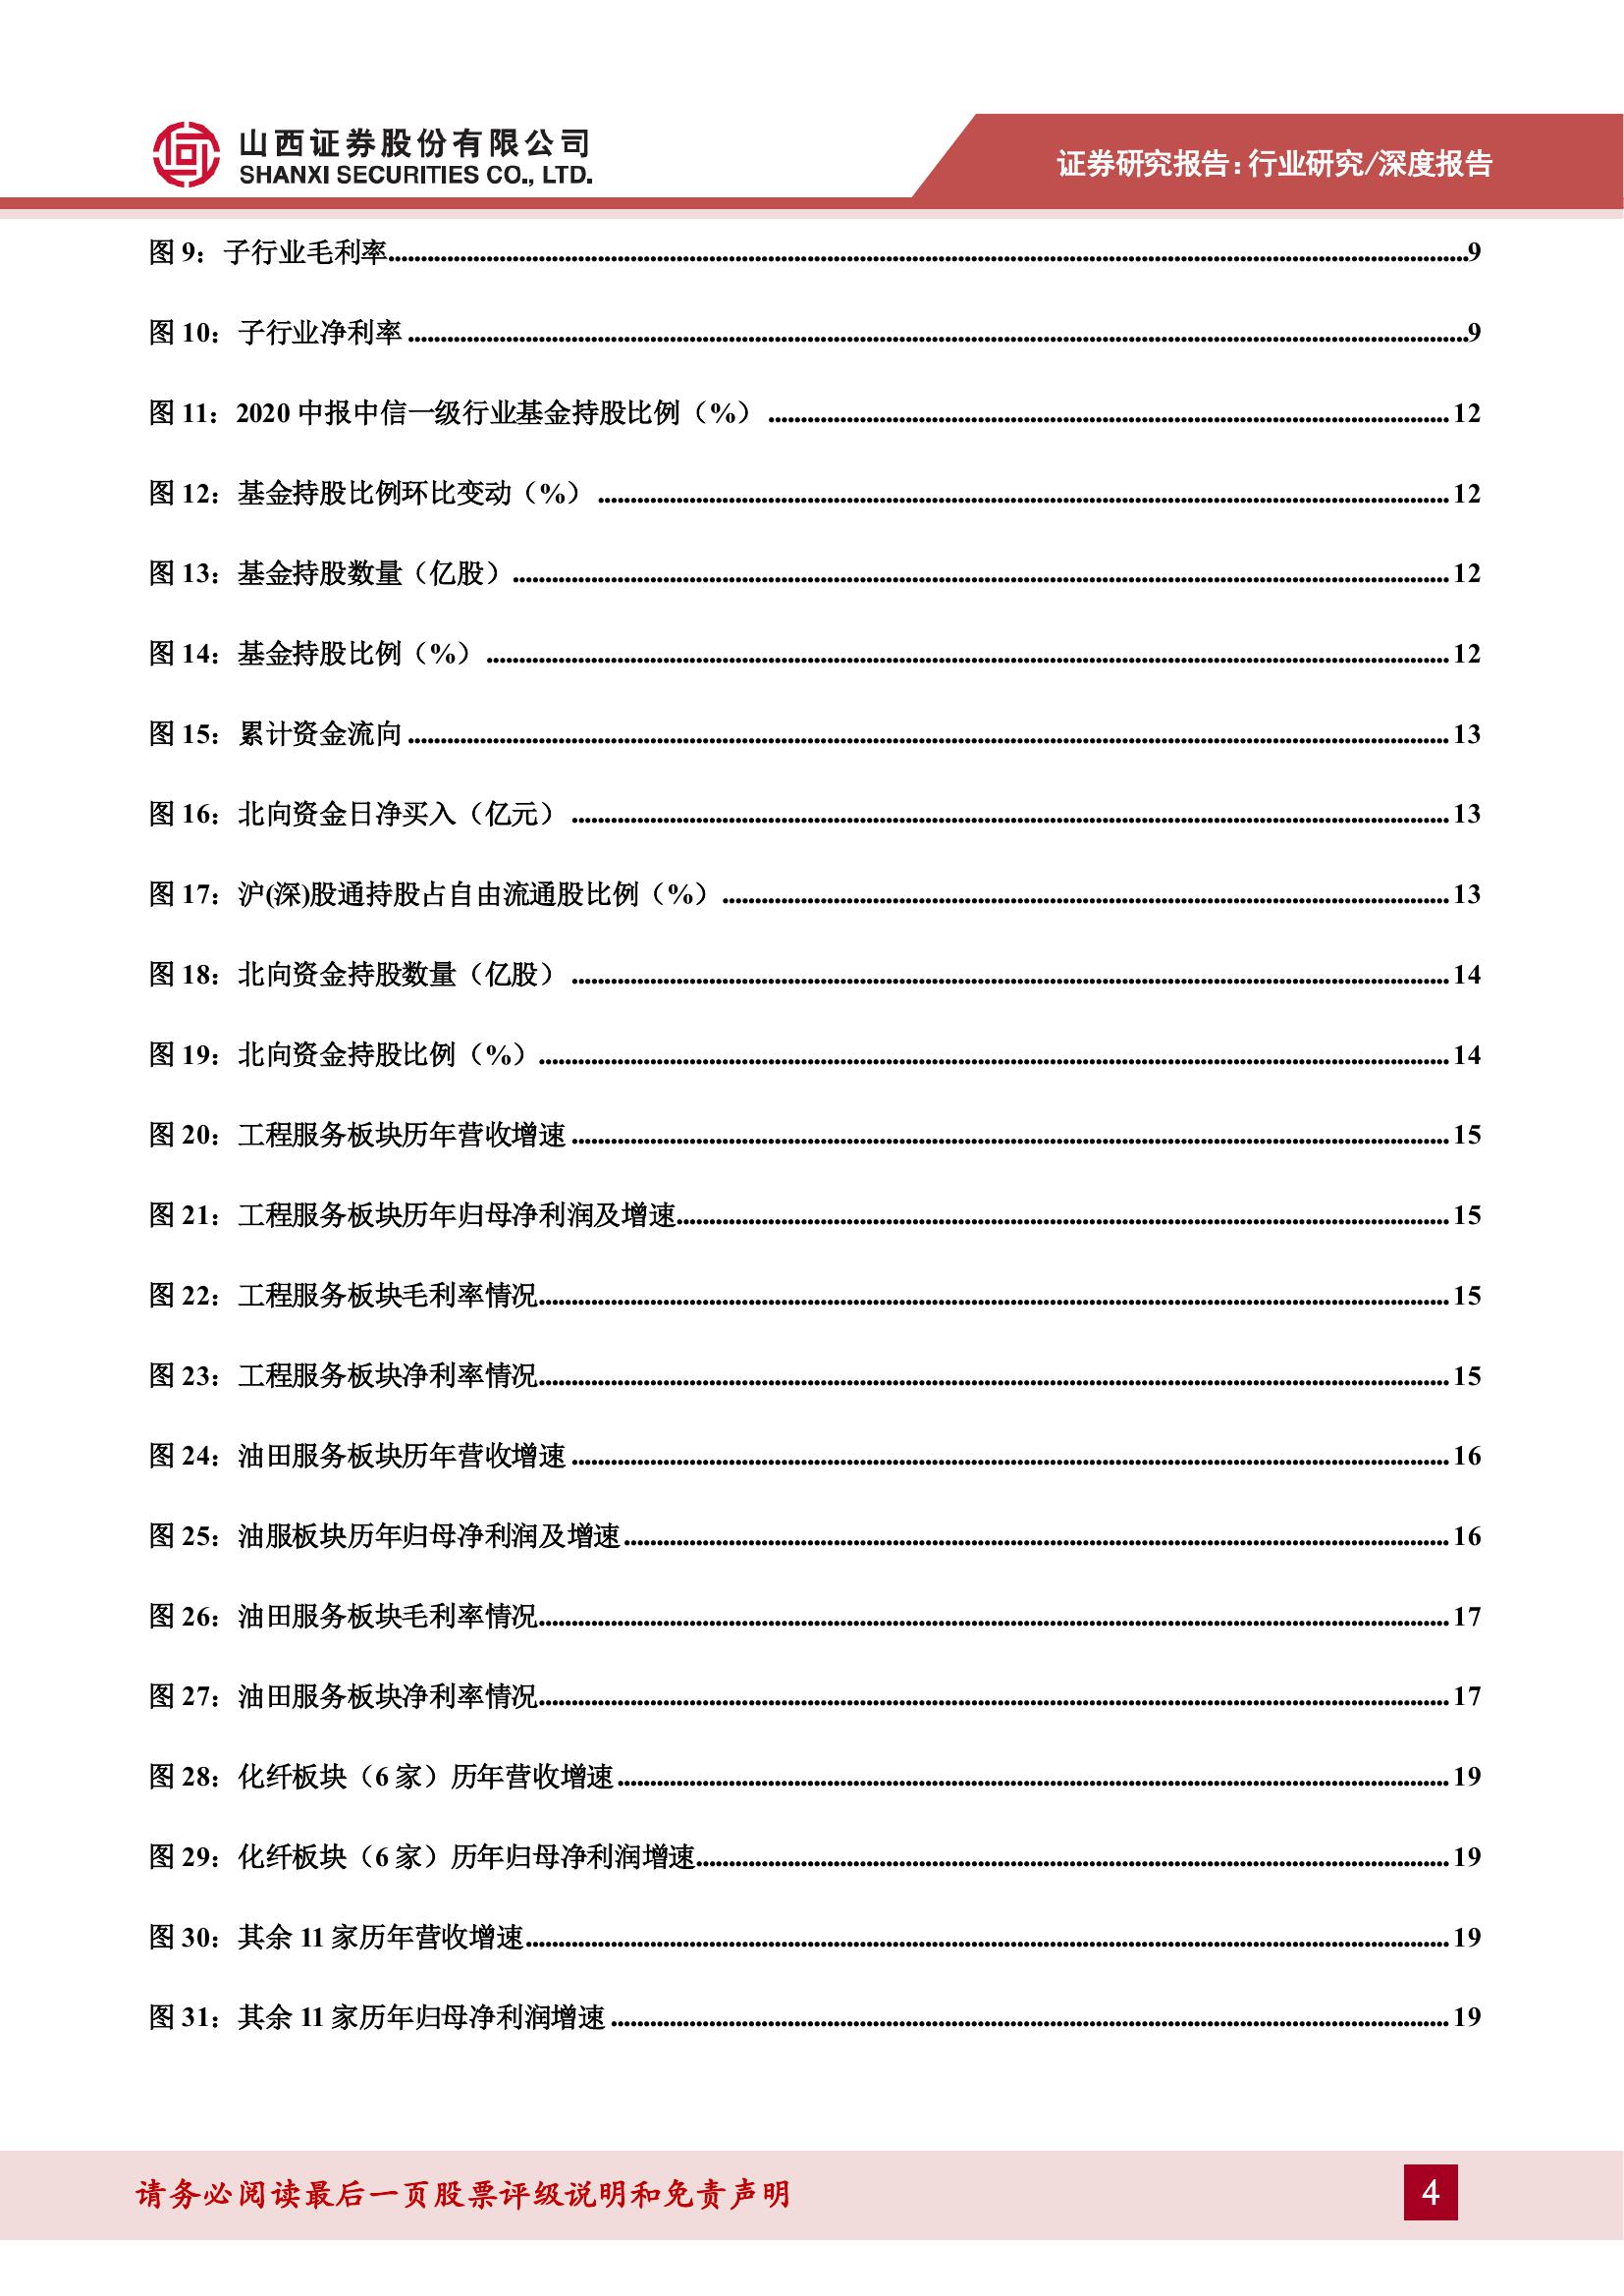 山西证券股份有限公司
SHANXI SECURITIES CO., LTD.
证券研究报告:行业研究/深度报告
图 9：子行业毛利率 9
图 10：子行业净利率 9
图 11：2020 中报中信一级行业基金持股比例（%） 12
图 12：基金持股比例环比变动（%） 12
图 13：基金持股数量（亿股） 12
图 14：基金持股比例（%） 12
图 15：累计资金流向 13
图 16：北向资金日净买入（亿元） 13
图 17：沪(深)股通持股占自由流通股比例（%） 13
图 18：北向资金持股数量（亿股） 14
图 19：北向资金持股比例（%） 14
图 20：工程服务板块历年营收增速 15
图 21：工程服务板块历年归母净利润及增速 15
图 22：工程服务板块毛利率情况 15
图 23：工程服务板块净利率情况 15
图 24：油田服务板块历年营收增速 16
图 25：油服板块历年归母净利润及增速 16
图 26：油田服务板块毛利率情况 17
图 27：油田服务板块净利率情况 17
图 28：化纤板块（6 家）历年营收增速 19
图 29：化纤板块（6 家）历年归母净利润增速 19
图 30：其余 11 家历年营收增速 19
图 31：其余 11 家历年归母净利润增速 19
请务必阅读最后一页股票评级说明和免责声明
4